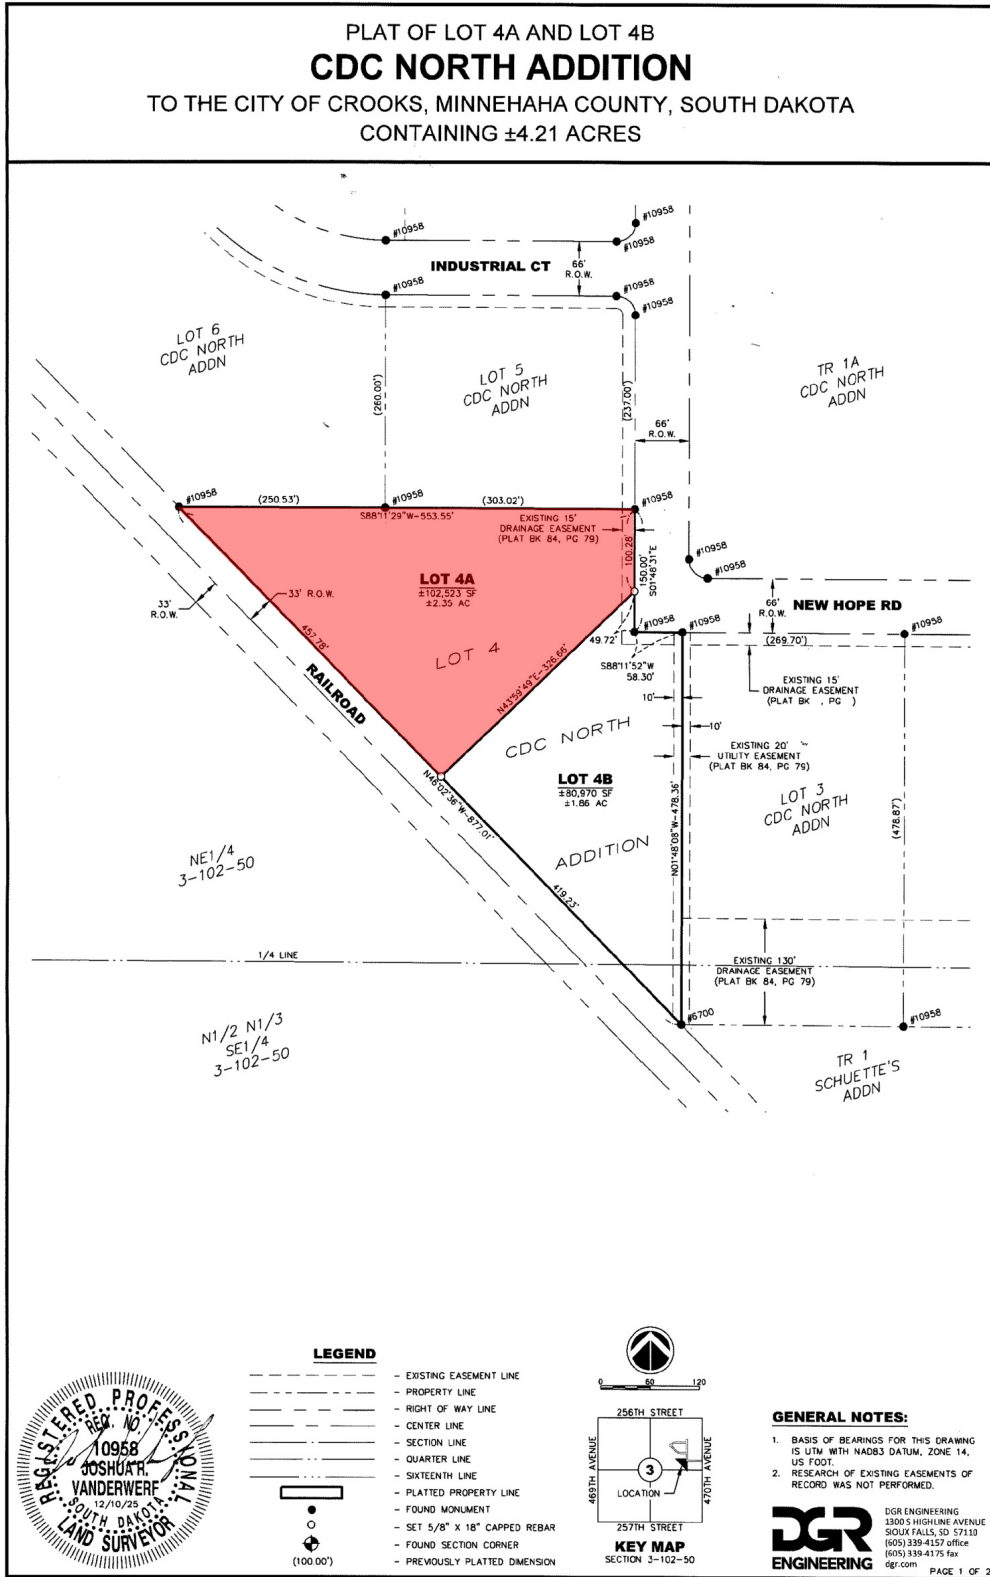 PLAT OF LOT 4A AND LOT 4B
CDC NORTH ADDITION
TO THE CITY OF CROOKS, MINNEHAHA COUNTY, SOUTH DAKOTA
CONTAINING ±4.21 ACRES
#10958
#10958
#10958
INDUSTRIAL CT
66'
R.O.W.
#10958
#10958
#10958
LOT 6
CDC NORTH
ADDN
LOT 5
CDC NORTH
ADDN
TR 1A
CDC NORTH
ADDN
(260.00')
(237.00')
66'
R.O.W.
#10958
(250.53')
#10958
(303.02')
#10958
S88°11'29"W-553.55'
EXISTING 15'
DRAINAGE EASEMENT
(PLAT BK 84, PG 79)
100.28'
150.00'
S01°48'31"E
#10958
#10958
LOT 4A
±102,523 SF
±2.35 AC
33'
R.O.W.
33' R.O.W.
66'
R.O.W.
NEW HOPE RD
457.78'
LOT 4
N43°59'49"E-326.66'
49.72'
#10958
#10958
#10958
(269.70')
S88°11'52"W
58.30'
RAILROAD
EXISTING 15'
DRAINAGE EASEMENT
(PLAT BK , PG )
10'
10'
CDC NORTH
EXISTING 20'
UTILITY EASEMENT
(PLAT BK 84, PG 79)
N46°02'36"W-877.01'
LOT 4B
±80,970 SF
±1.86 AC
LOT 3
CDC NORTH
ADDN
N01°48'08"W-478.36'
(478.87')
ADDITION
NE1/4
3-102-50
419.23'
1/4 LINE
EXISTING 130'
DRAINAGE EASEMENT
(PLAT BK 84, PG 79)
N1/2 N1/3
SE1/4
3-102-50
#6700
#10958
TR 1
SCHUETTE'S
ADDN
LEGEND
- EXISTING EASEMENT LINE
- PROPERTY LINE
- RIGHT OF WAY LINE
- CENTER LINE
- SECTION LINE
- QUARTER LINE
- SIXTEENTH LINE
- PLATTED PROPERTY LINE
- FOUND MONUMENT
- SET 5/8" X 18" CAPPED REBAR
- FOUND SECTION CORNER
(100.00') - PREVIOUSLY PLATTED DIMENSION
REGISTERED PROFESSIONAL
REG. NO.
10958
JOSHUA R.
VANDERWERF
12/10/25
SOUTH DAKOTA
LAND SURVEYOR
0 60 120
256TH STREET
469TH AVENUE
470TH AVENUE
3
LOCATION
257TH STREET
KEY MAP
SECTION 3-102-50
GENERAL NOTES:
1. BASIS OF BEARINGS FOR THIS DRAWING
IS UTM WITH NAD83 DATUM, ZONE 14,
US FOOT.
2. RESEARCH OF EXISTING EASEMENTS OF
RECORD WAS NOT PERFORMED.
DGR
ENGINEERING
DGR ENGINEERING
1300 S HIGHLINE AVENUE
SIOUX FALLS, SD 57110
(605) 339-4157 office
(605) 339-4175 fax
dgr.com
PAGE 1 OF 2